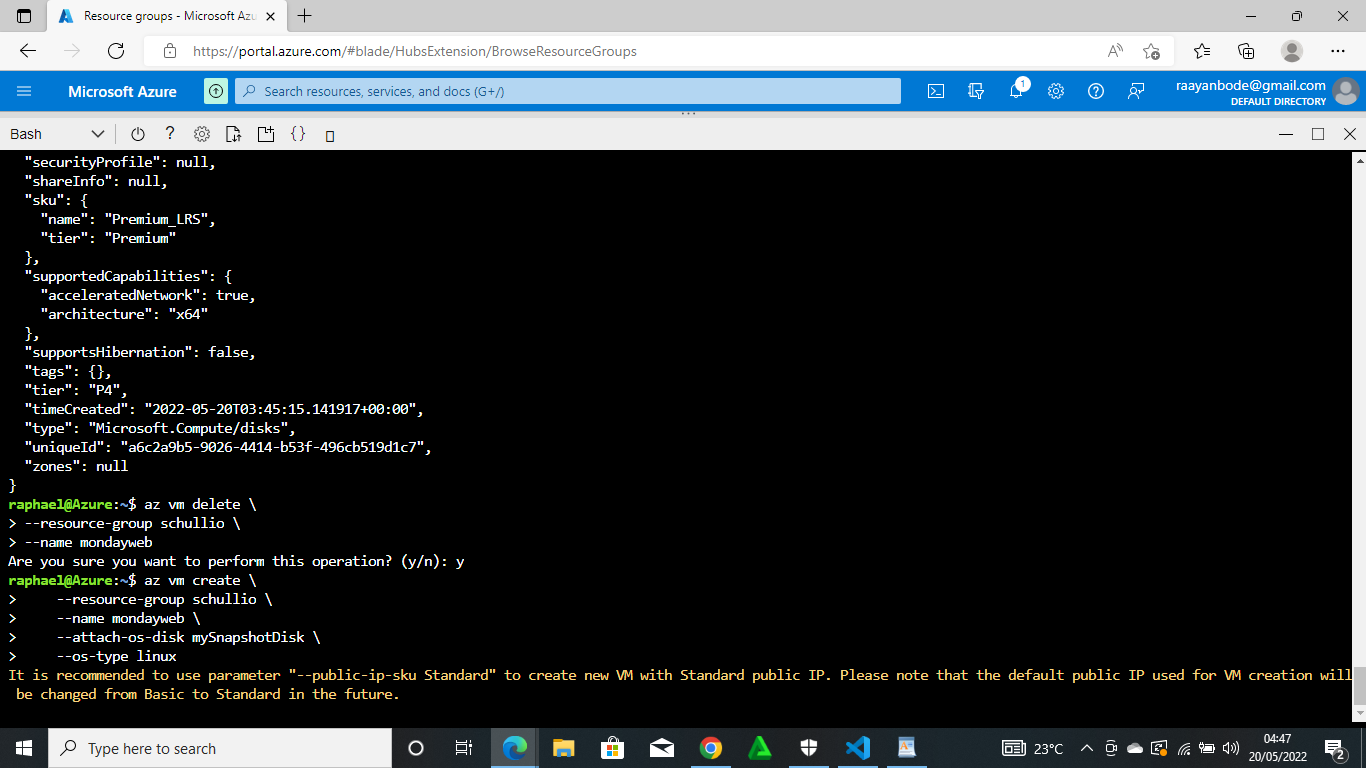 Resource groups - Microsoft Azu
https://portal.azure.com/#blade/HubsExtension/BrowseResourceGroups
Microsoft Azure
Search resources, services, and docs (G+/)
1
raayanbode@gmail.com
DEFAULT DIRECTORY
Bash
"securityProfile": null,
"shareInfo": null,
"sku": {
"name": "Premium_LRS",
"tier": "Premium"
},
"supportedCapabilities": {
"acceleratedNetwork": true,
"architecture": "x64"
},
"supportsHibernation": false,
"tags": {},
"tier": "P4",
"timeCreated": "2022-05-20T03:45:15.141917+00:00",
"type": "Microsoft.Compute/disks",
"uniqueId": "a6c2a9b5-9026-4414-b53f-496cb519d1c7",
"zones": null
}
raphael@Azure:~$ az vm delete \
> --resource-group schullio \
> --name mondayweb
Are you sure you want to perform this operation? (y/n): y
raphael@Azure:~$ az vm create \
> --resource-group schullio \
> --name mondayweb \
> --attach-os-disk mySnapshotDisk \
> --os-type linux
It is recommended to use parameter "--public-ip-sku Standard" to create new VM with Standard public IP. Please note that the default public IP used for VM creation will
be changed from Basic to Standard in the future.
Type here to search
23°C
04:47
20/05/2022
2